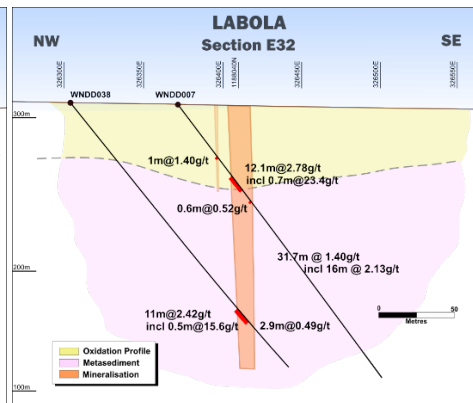 LABOLA
Section E32
NW
SE
326300E
326350E
326400E
1188040N
326450E
326500E
326550E
WNDD038
WNDD007
300m
1m@1.40g/t
12.1m@2.78g/t
incl 0.7m@23.4g/t
0.6m@0.52g/t
31.7m @ 1.40g/t
incl 16m @ 2.13g/t
200m
11m@2.42g/t
incl 0.5m@15.6g/t
2.9m@0.49g/t
0 50
Metres
Oxidation Profile
Metasediment
Mineralisation
100m